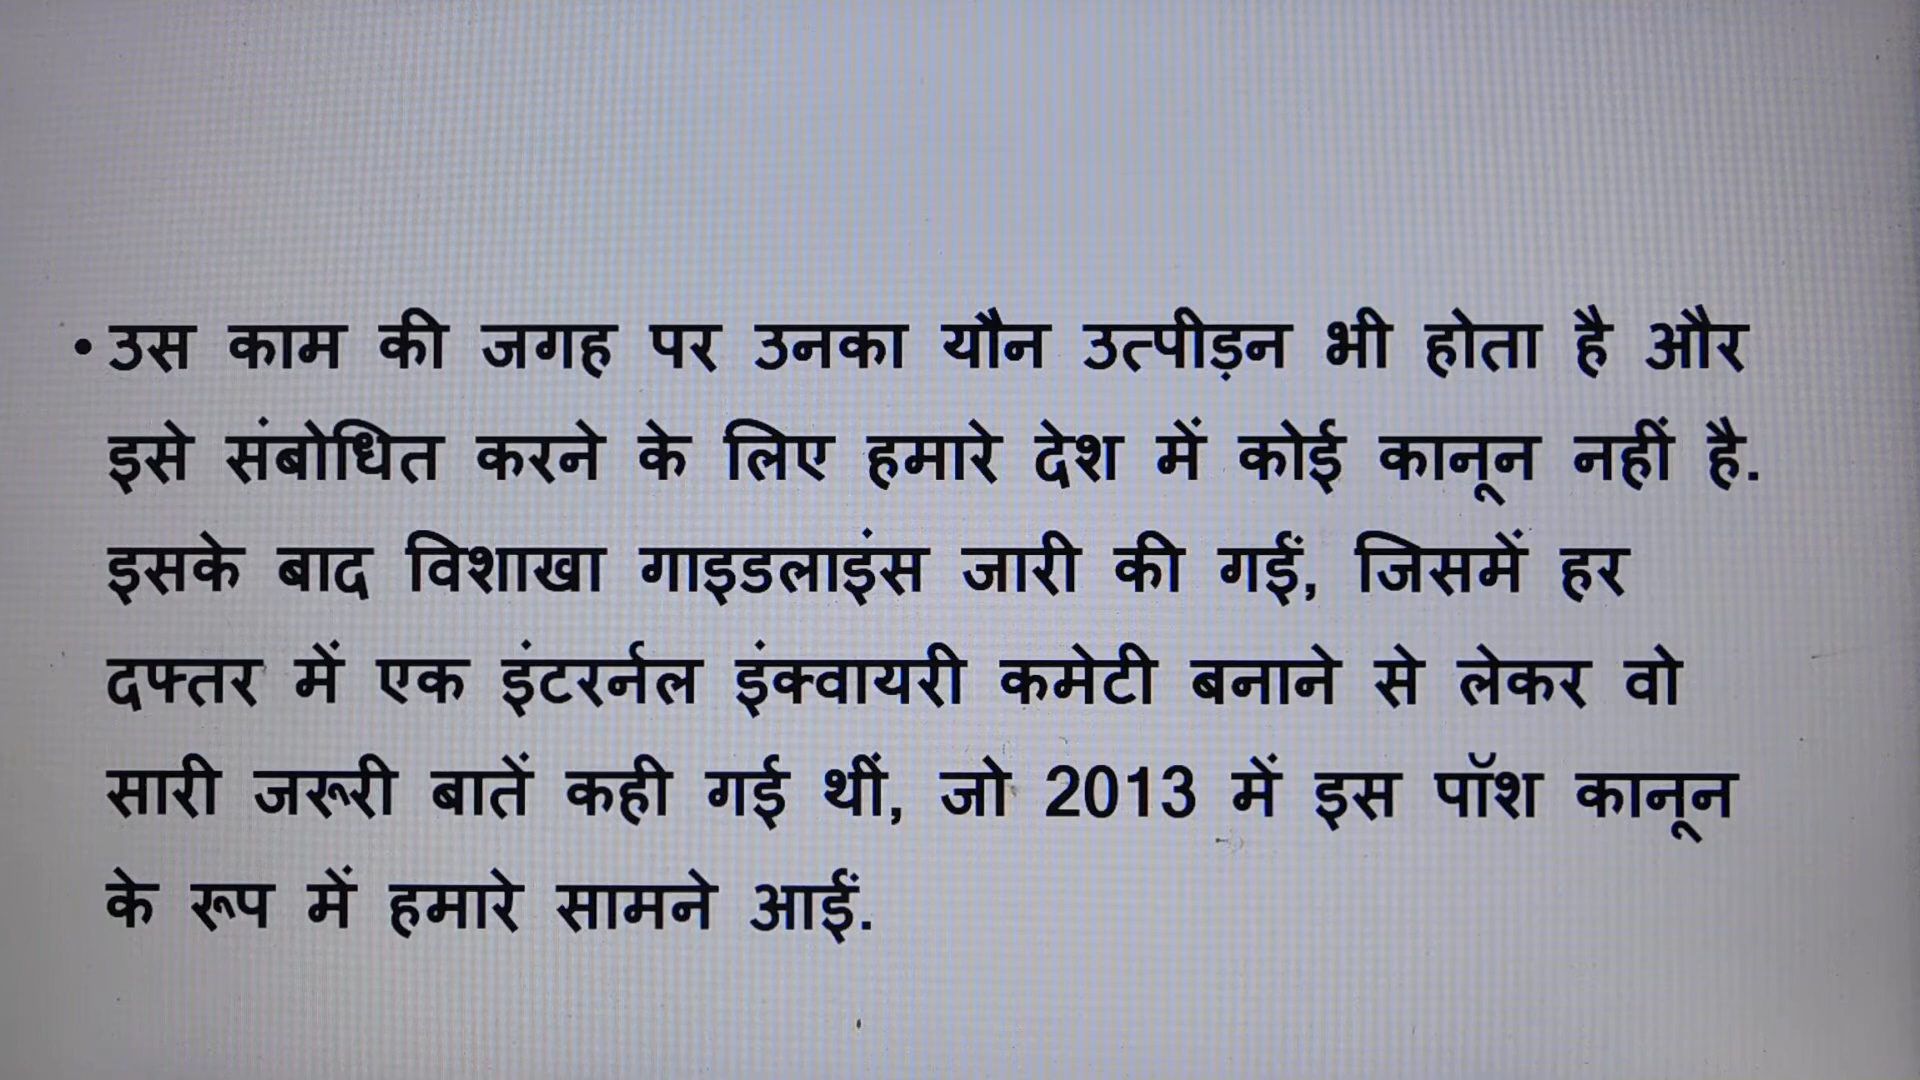 • उस काम की जगह पर उनका यौन उत्पीड़न भी होता है और
इसे संबोधित करने के लिए हमारे देश में कोई कानून नहीं है.
इसके बाद विशाखा गाइडलाइंस जारी की गईं, जिसमें हर
दफ्तर में एक इंटरर्नल इंक्वायरी कमेटी बनाने से लेकर वो
सारी जरूरी बातें कही गई थीं, जो 2013 में इस पॉश कानून
के रूप में हमारे सामने आईं.